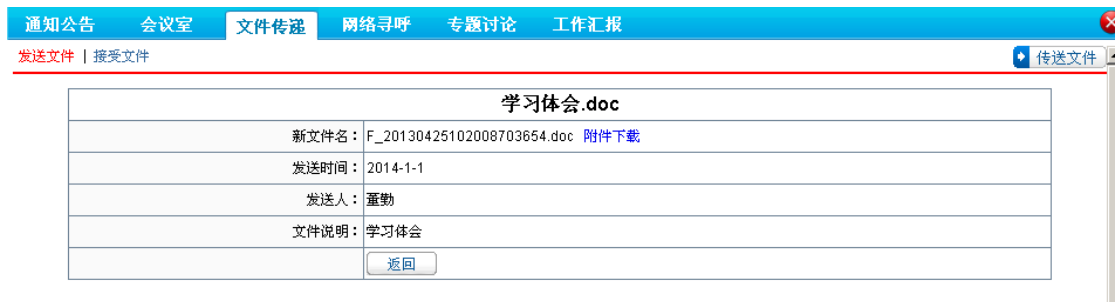 通知公告 会议室 文件传递 网络寻呼 专题讨论 工作汇报
发送文件 | 接受文件 传送文件
学习体会.doc
新文件名： F_20130425102008703654.doc 附件下载
发送时间： 2014-1-1
发送人： 董勤
文件说明： 学习体会
返回